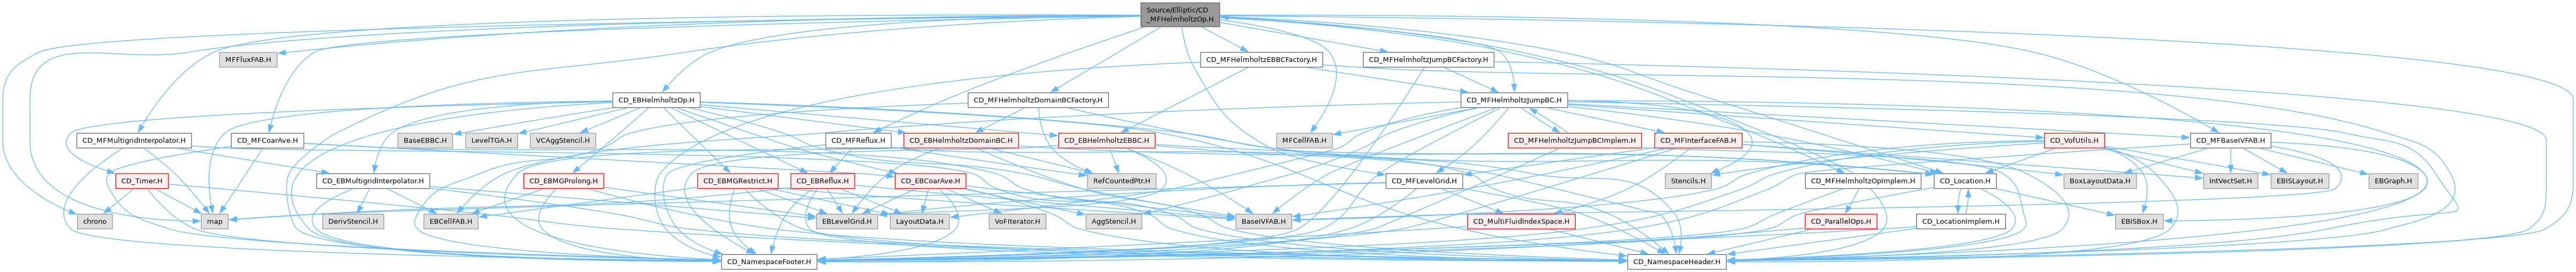 Source/Elliptic/CD
_MFHelmholtzOp.H
MFFluxFAB.H
CD_MFHelmholtzEBBCFactory.H
CD_MFHelmholtzJumpBCFactory.H
CD_EBHelmholtzOp.H
CD_MFHelmholtzDomainBCFactory.H
CD_MFHelmholtzJumpBC.H
CD_MFMultigridInterpolator.H
CD_MFCoarAve.H
BaseEBBC.H
LevelTGA.H
VCAggStencil.H
CD_MFReflux.H
CD_EBHelmholtzDomainBC.H
CD_EBHelmholtzEBBC.H
MFCellFAB.H
CD_MFHelmholtzJumpBCImplem.H
CD_MFInterfaceFAB.H
CD_VofUtils.H
CD_MFBaseIVFAB.H
CD_Timer.H
CD_EBMultigridInterpolator.H
CD_EBMGProlong.H
CD_EBMGRestrict.H
CD_EBReflux.H
CD_EBCoarAve.H
RefCountedPtr.H
CD_MFLevelGrid.H
Stencils.H
CD_MFHelmholtzOpImplem.H
CD_Location.H
BoxLayoutData.H
IntVectSet.H
EBISLayout.H
EBGraph.H
chrono
map
DerivStencil.H
EBCellFAB.H
EBLevelGrid.H
LayoutData.H
VoFIterator.H
AggStencil.H
BaseIVFAB.H
CD_MultiFluidIndexSpace.H
CD_ParallelOps.H
CD_LocationImplem.H
EBISBox.H
CD_NamespaceFooter.H
CD_NamespaceHeader.H